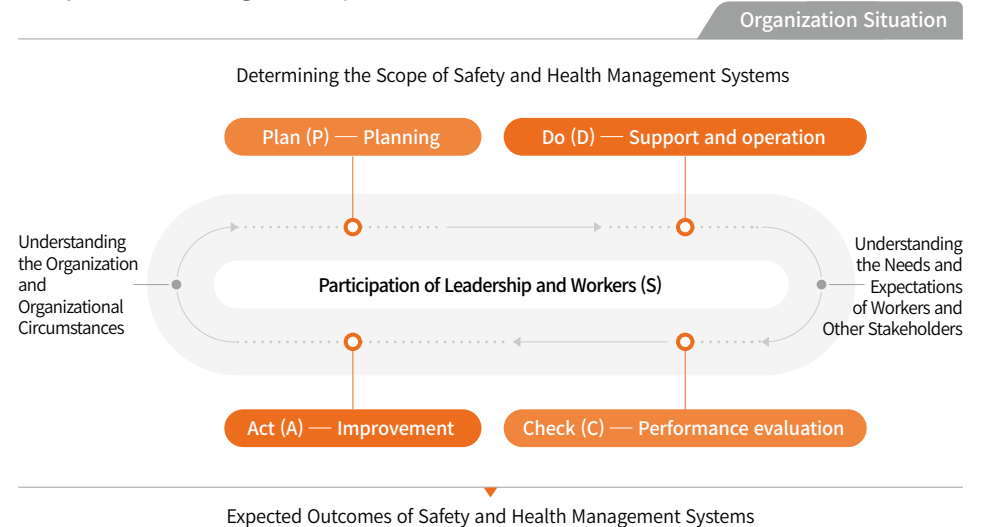 Organization Situation
Determining the Scope of Safety and Health Management Systems
Plan (P) — Planning
Do (D) — Support and operation
Understanding
the Organization
and
Organizational
Circumstances
Participation of Leadership and Workers (S)
Understanding
the Needs and
Expectations
of Workers and
Other Stakeholders
Act (A) — Improvement
Check (C) — Performance evaluation
Expected Outcomes of Safety and Health Management Systems